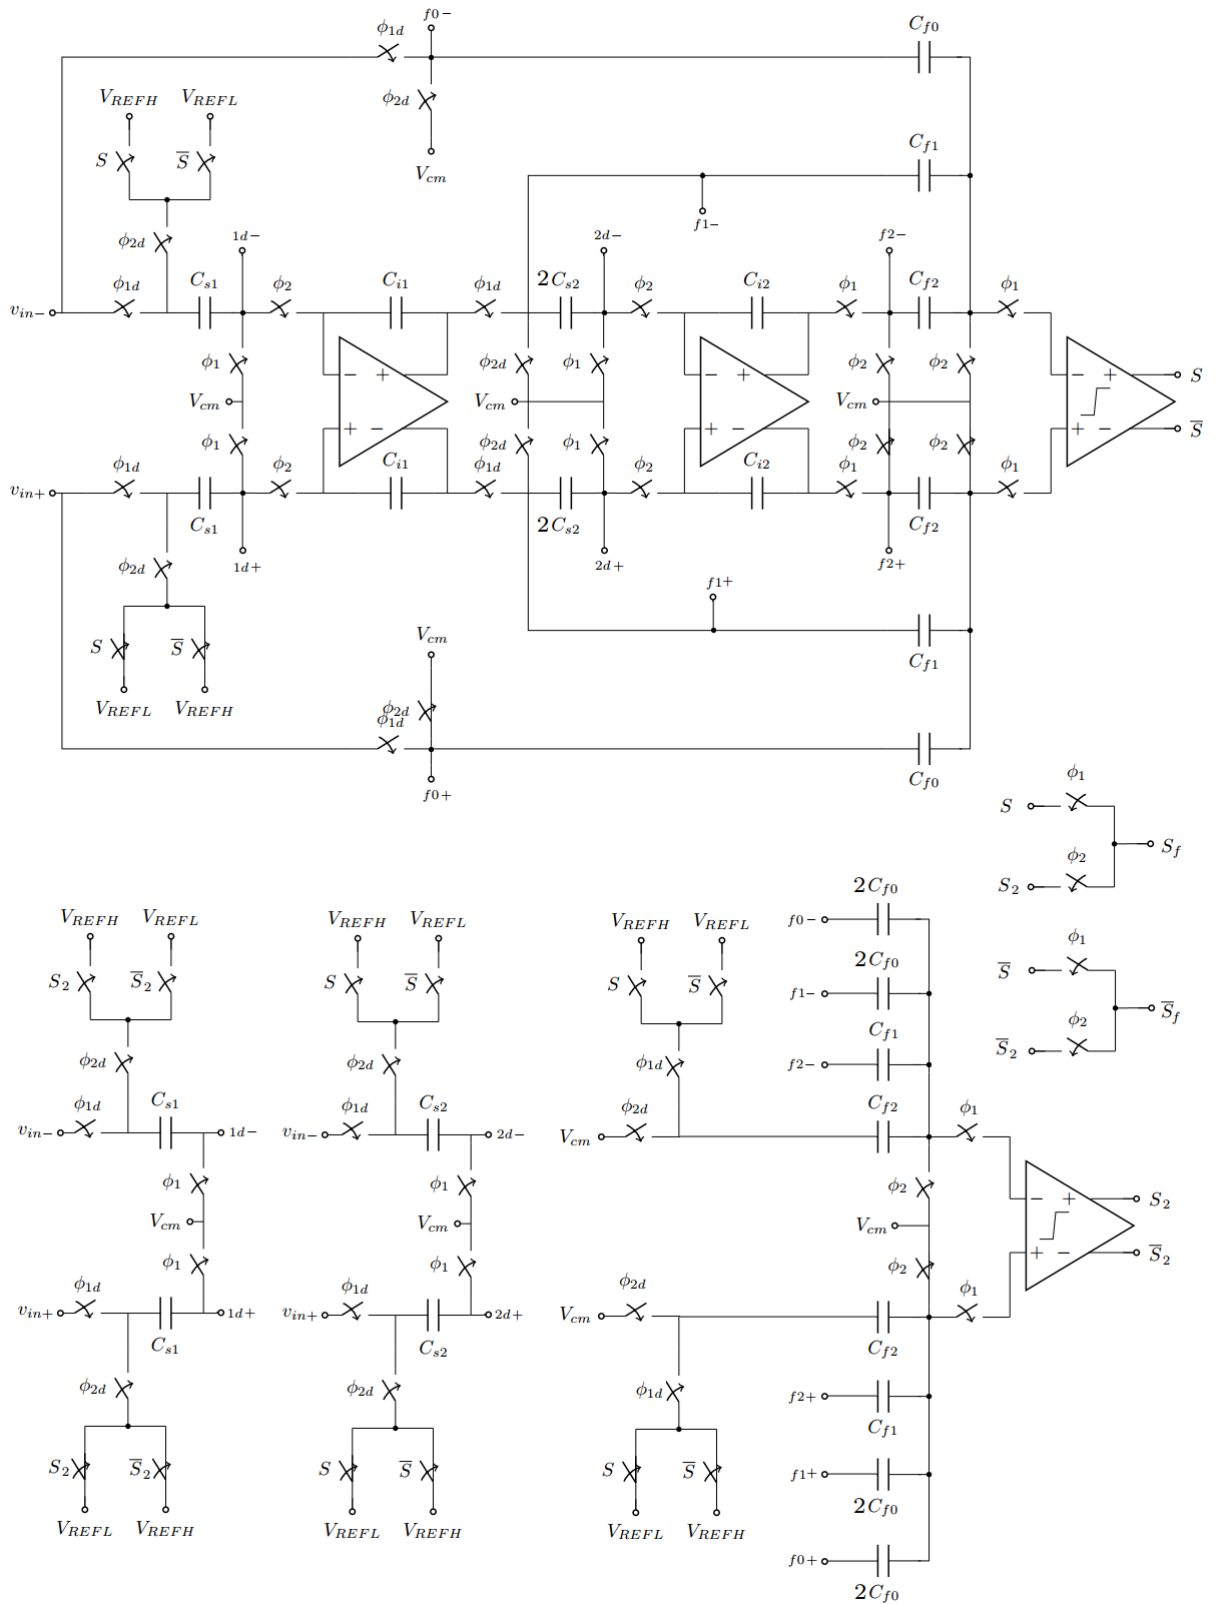 f0−
ϕ1d
Cf0
ϕ2d
Vcm
VREFH VREFL
S S̅
Cf1
f1−
ϕ2d
1d− 2d− f2−
vin− ϕ1d Cs1 ϕ2 Ci1 ϕ1d 2Cs2 ϕ2 Ci2 ϕ1 Cf2 ϕ1
ϕ1 − + ϕ2d ϕ1 − + ϕ2 ϕ2 − + S
Vcm Vcm Vcm
ϕ1 + − ϕ2d ϕ1 + − ϕ2 ϕ2 + − S̅
vin+ ϕ1d ϕ2 Ci1 ϕ1d ϕ2 Ci2 ϕ1 ϕ1
Cs1 2Cs2 Cf2
1d+ 2d+ f2+
ϕ2d
f1+
S S̅
Vcm
Cf1
VREFL VREFH
ϕ2d
ϕ1d
Cf0
f0+
ϕ1
S
Sf
ϕ2
S2
ϕ1
S̅
S̅f
ϕ2
S̅2
VREFH VREFL VREFH VREFL VREFH VREFL
S2 S̅2 S S̅ S S̅
2Cf0
f0−
2Cf0
f1−
Cf1
f2−
Cf2
ϕ2d ϕ2d ϕ1d
vin− ϕ1d Cs1 1d− vin− ϕ1d Cs2 2d− Vcm ϕ2d ϕ1
ϕ1 ϕ1 ϕ2 − + S2
Vcm Vcm Vcm
ϕ1 ϕ1 ϕ2 + − S̅2
vin+ ϕ1d 1d+ vin+ ϕ1d 2d+ Vcm ϕ2d ϕ1
Cs1 Cs2 Cf2
ϕ2d ϕ2d ϕ1d
f2+
Cf1
S2 S̅2 S S̅ S S̅
f1+
2Cf0
VREFL VREFH VREFL VREFH VREFL VREFH
f0+
2Cf0